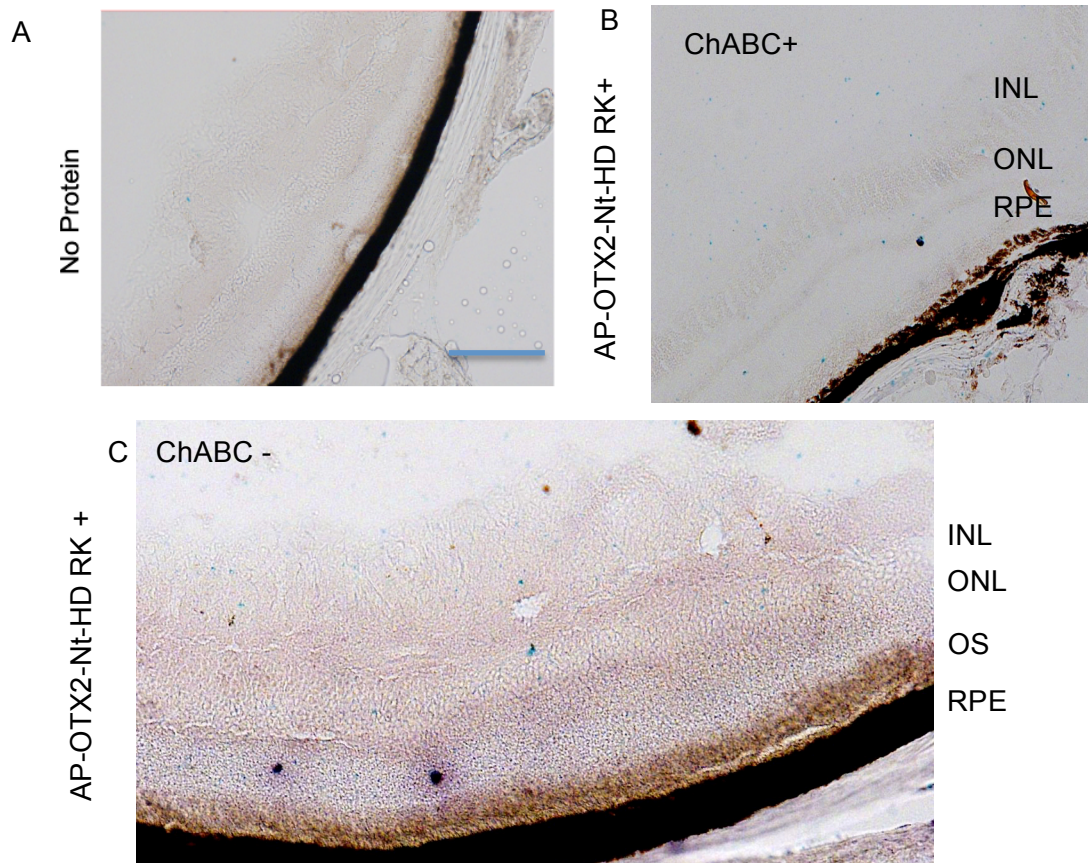 A
No Protein
B
AP-OTX2-Nt-HD RK+
ChABC+
INL
ONL
RPE
C
ChABC -
AP-OTX2-Nt-HD RK +
INL
ONL
OS
RPE